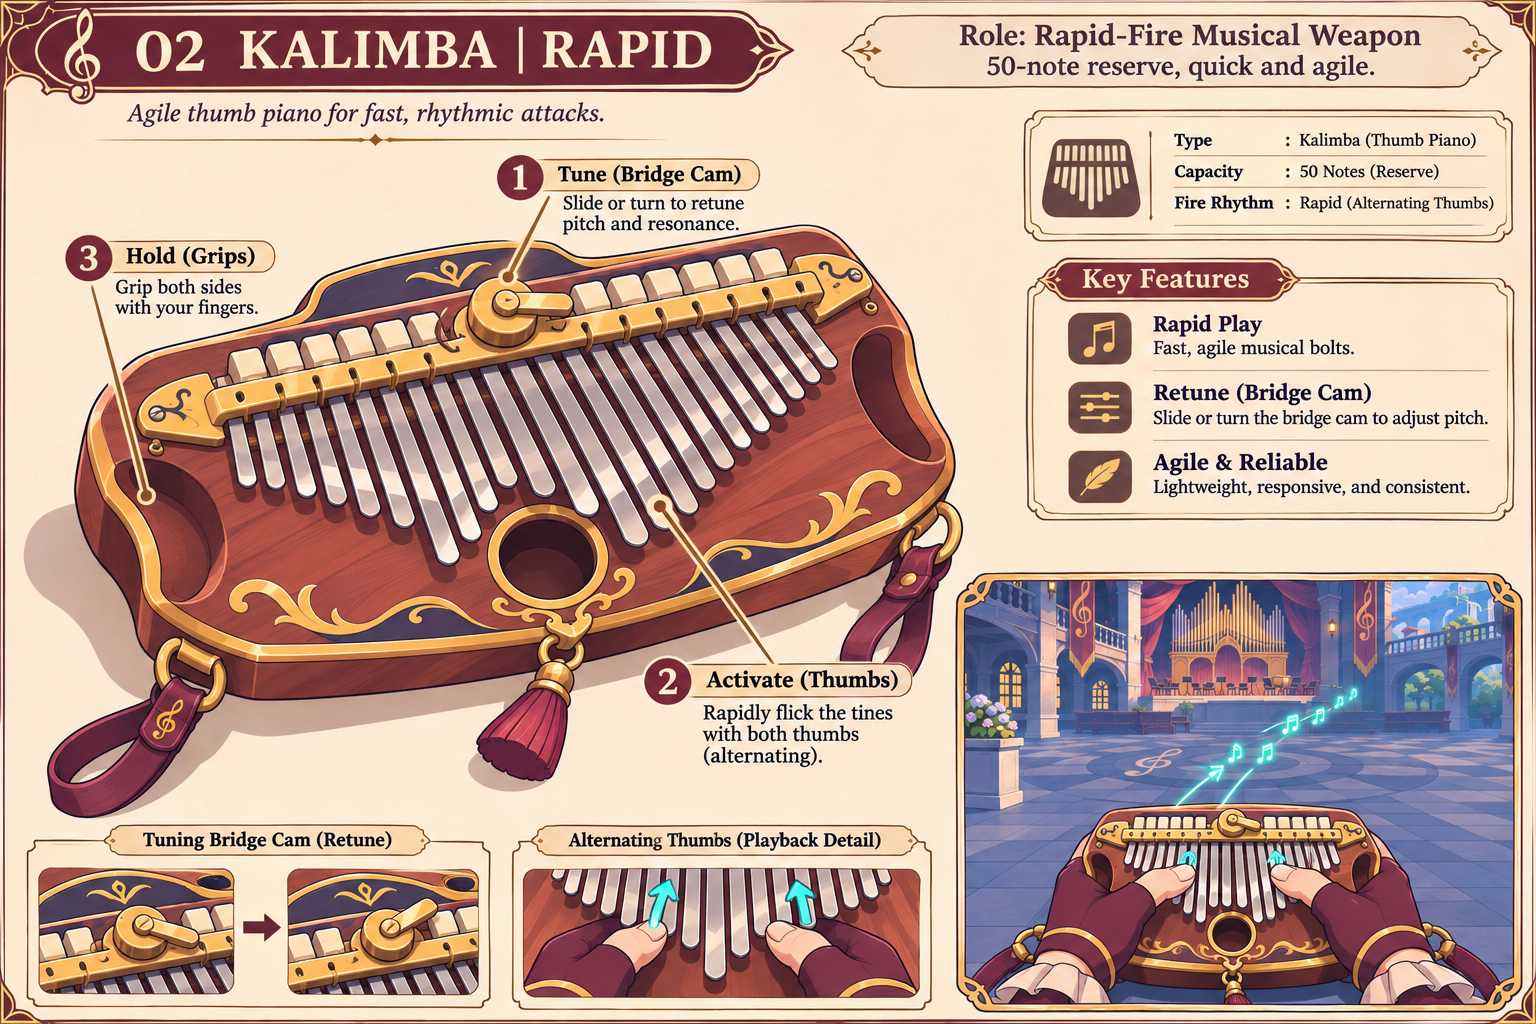 02 KALIMBA | RAPID
Agile thumb piano for fast, rhythmic attacks.
Role: Rapid-Fire Musical Weapon
50-note reserve, quick and agile.
Type : Kalimba (Thumb Piano)
Capacity : 50 Notes (Reserve)
Fire Rhythm : Rapid (Alternating Thumbs)
1 Tune (Bridge Cam)
Slide or turn to retune
pitch and resonance.
3 Hold (Grips)
Grip both sides
with your fingers.
Key Features
Rapid Play
Fast, agile musical bolts.
Retune (Bridge Cam)
Slide or turn the bridge cam to adjust pitch.
Agile & Reliable
Lightweight, responsive, and consistent.
2 Activate (Thumbs)
Rapidly flick the tines
with both thumbs
(alternating).
Tuning Bridge Cam (Retune)
Alternating Thumbs (Playback Detail)